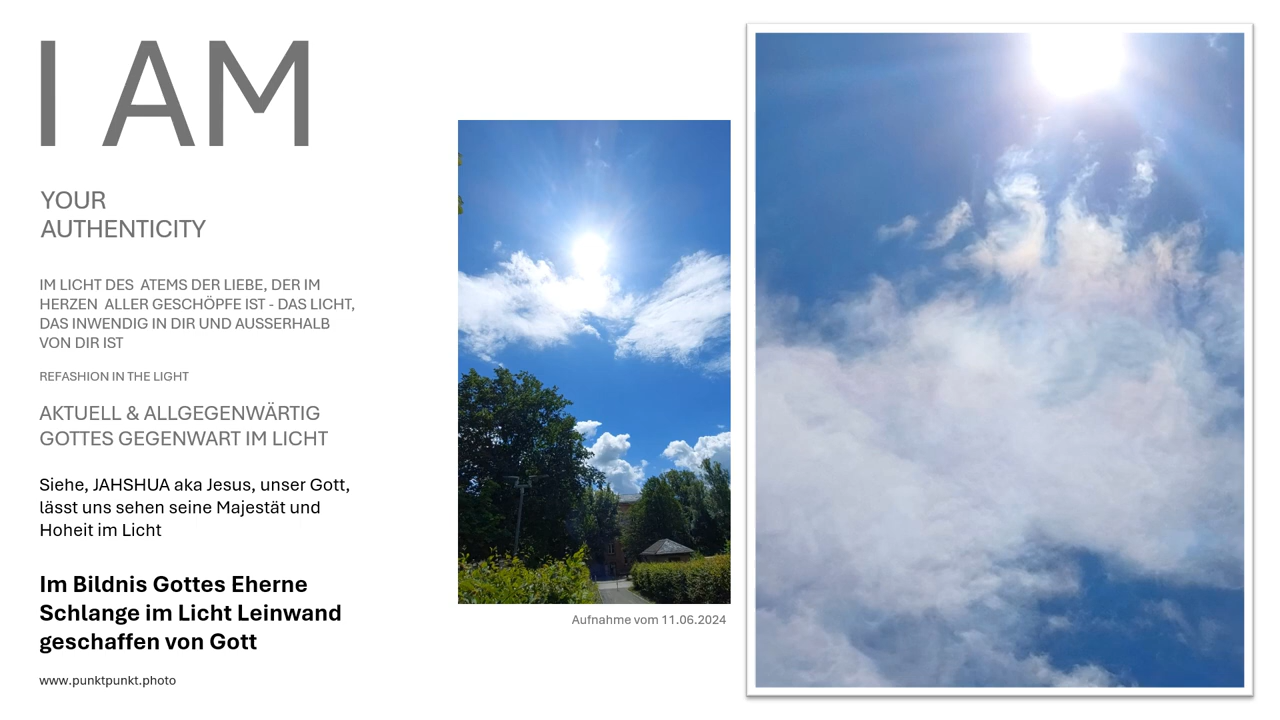 I AM
YOUR
AUTHENTICITY
IM LICHT DES  ATEMS DER LIEBE, DER IM
HERZEN  ALLER GESCHÖPFE IST - DAS LICHT,
DAS INWENDIG IN DIR UND AUSSERHALB
VON DIR IST
REFASHION IN THE LIGHT
AKTUELL & ALLGEGENWÄRTIG
GOTTES GEGENWART IM LICHT
Siehe, JAHSHUA aka Jesus, unser Gott,
lässt uns sehen seine Majestät und
Hoheit im Licht
Im Bildnis Gottes Eherne
Schlange im Licht Leinwand
geschaffen von Gott
www.punktpunkt.photo
Aufnahme vom 11.06.2024